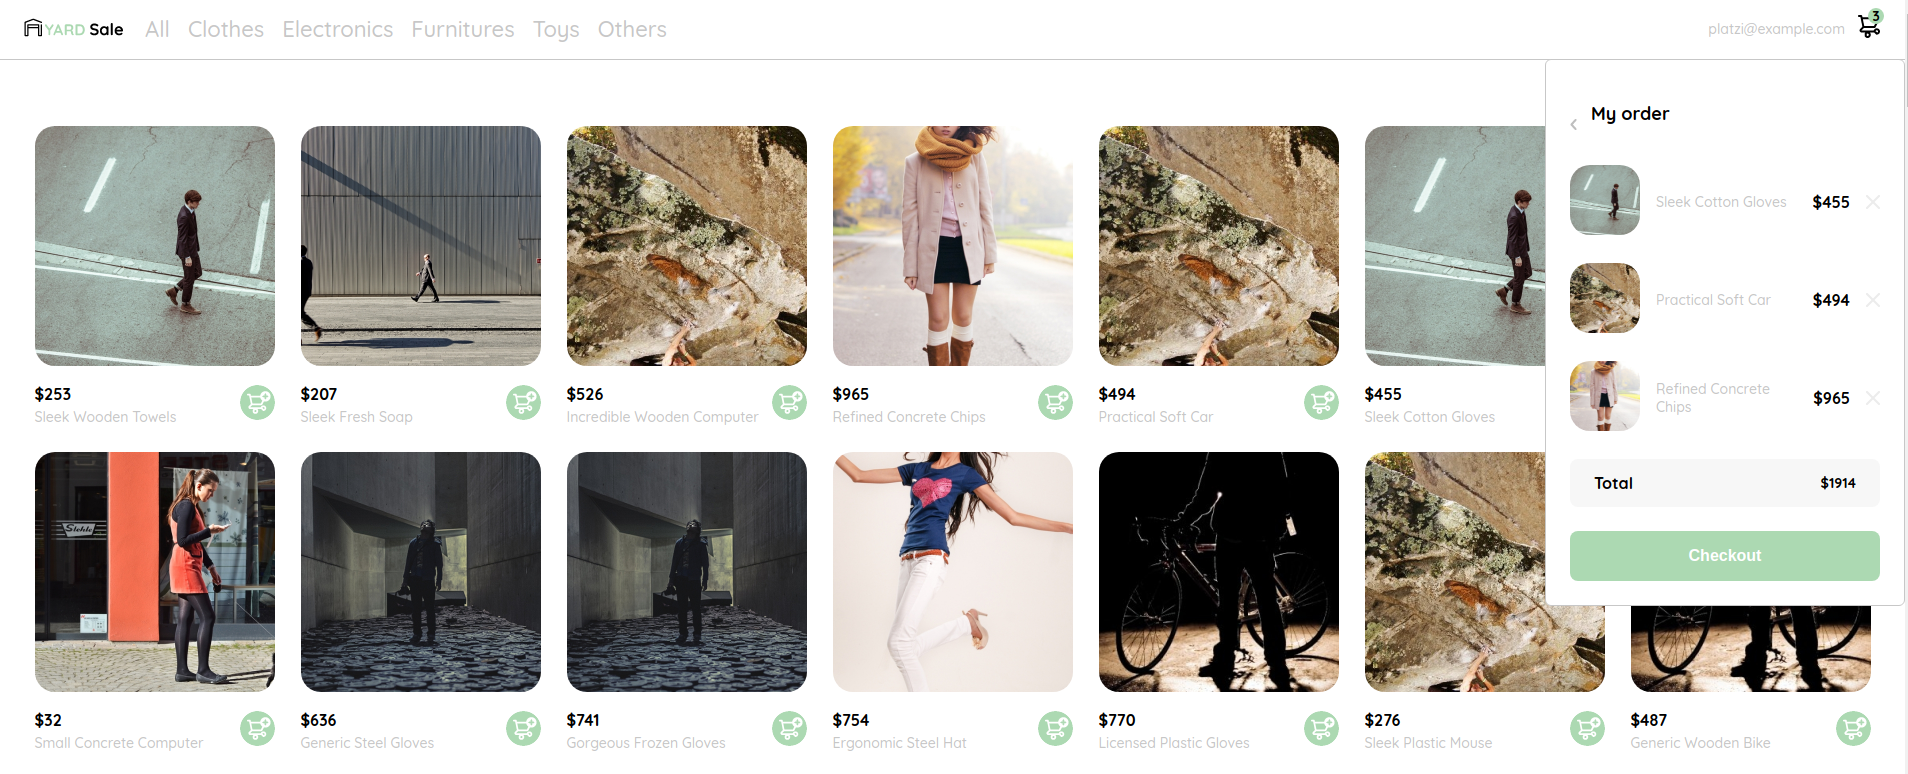 YARD Sale All Clothes Electronics Furnitures Toys Others platzi@example.com 3
My order
Sleek Cotton Gloves $455
Practical Soft Car $494
Refined Concrete
Chips $965
Total $1914
Checkout
$253 $207 $526 $965 $494 $455
Sleek Wooden Towels Sleek Fresh Soap Incredible Wooden Computer Refined Concrete Chips Practical Soft Car Sleek Cotton Gloves
Stehle
$32 $636 $741 $754 $770 $276 $487
Small Concrete Computer Generic Steel Gloves Gorgeous Frozen Gloves Ergonomic Steel Hat Licensed Plastic Gloves Sleek Plastic Mouse Generic Wooden Bike